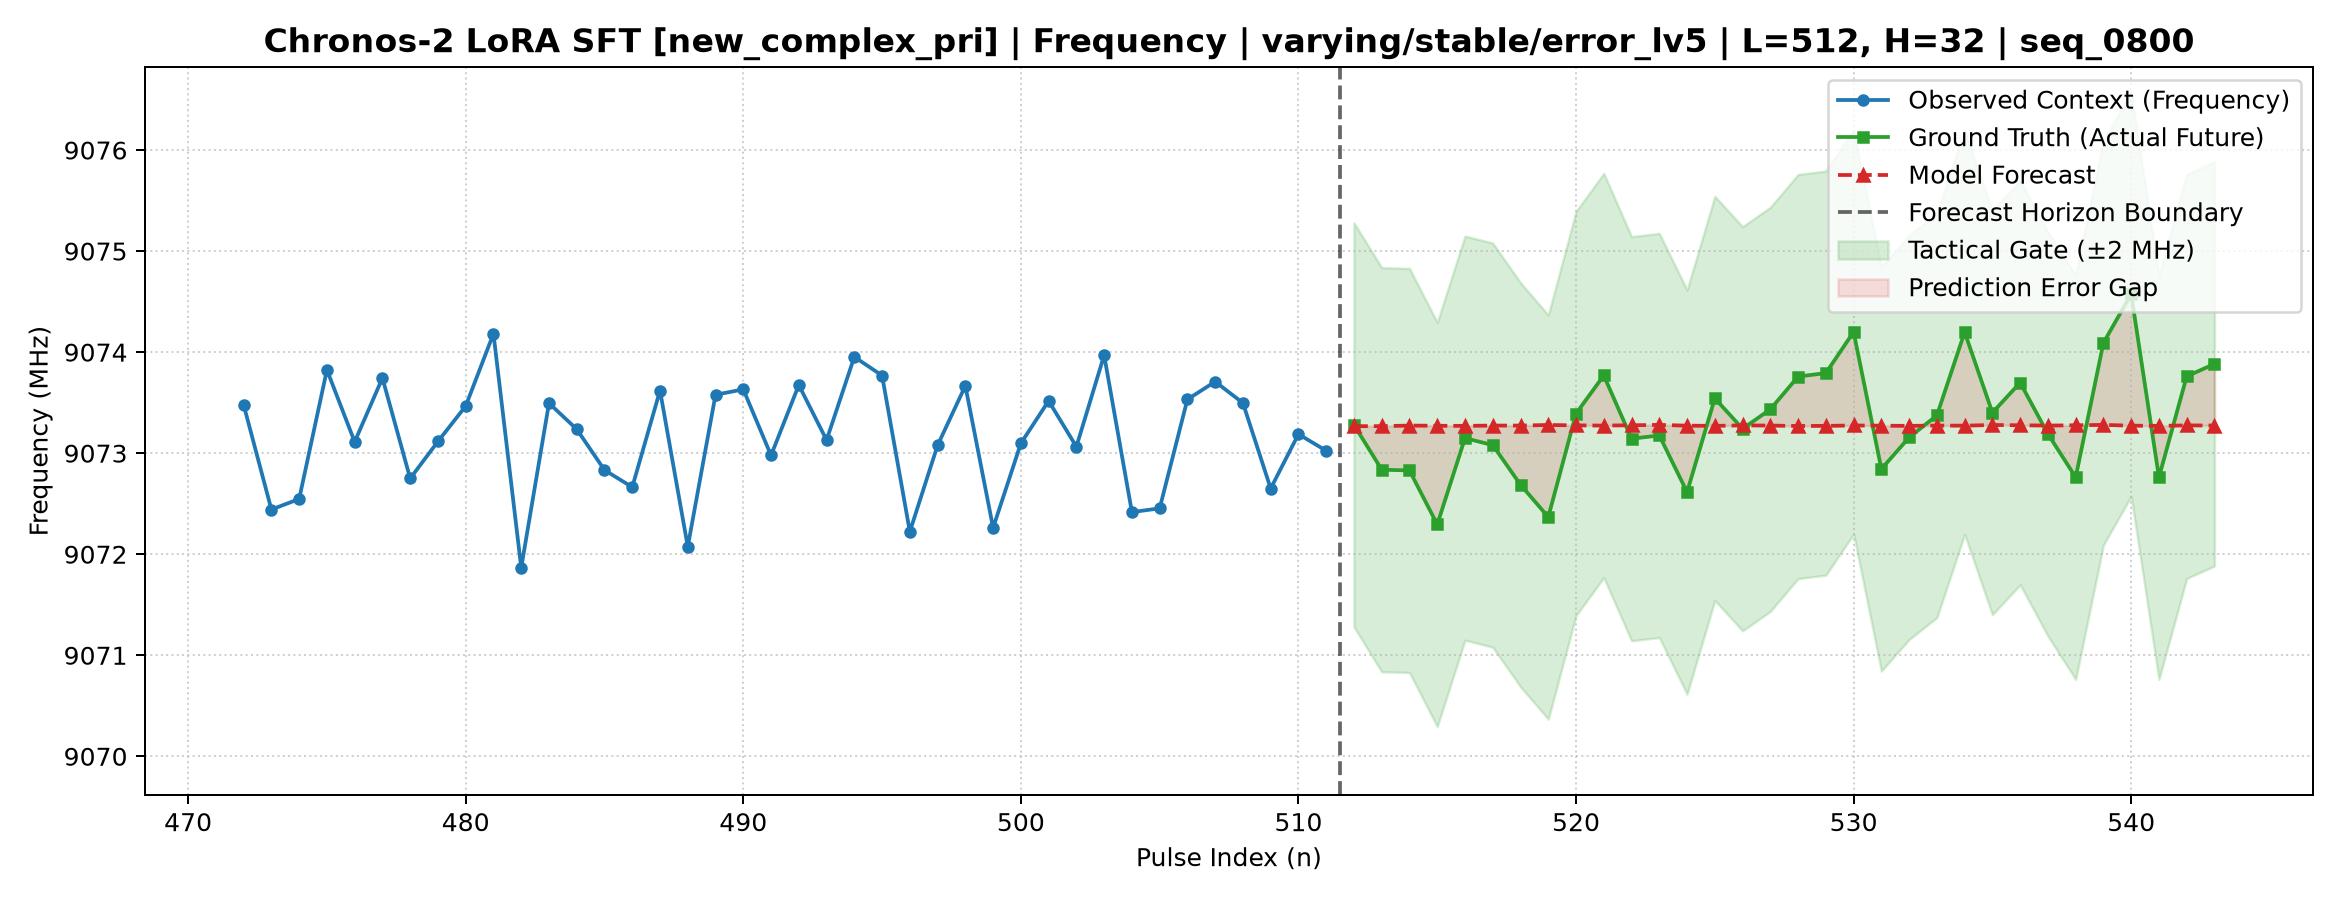 Chronos-2 LoRA SFT [new_complex_pri] | Frequency | varying/stable/error_lv5 | L=512, H=32 | seq_0800
Observed Context (Frequency)
Ground Truth (Actual Future)
Model Forecast
Forecast Horizon Boundary
Tactical Gate (±2 MHz)
Prediction Error Gap
Frequency (MHz)
9076
9075
9074
9073
9072
9071
9070
470 480 490 500 510 520 530 540
Pulse Index (n)